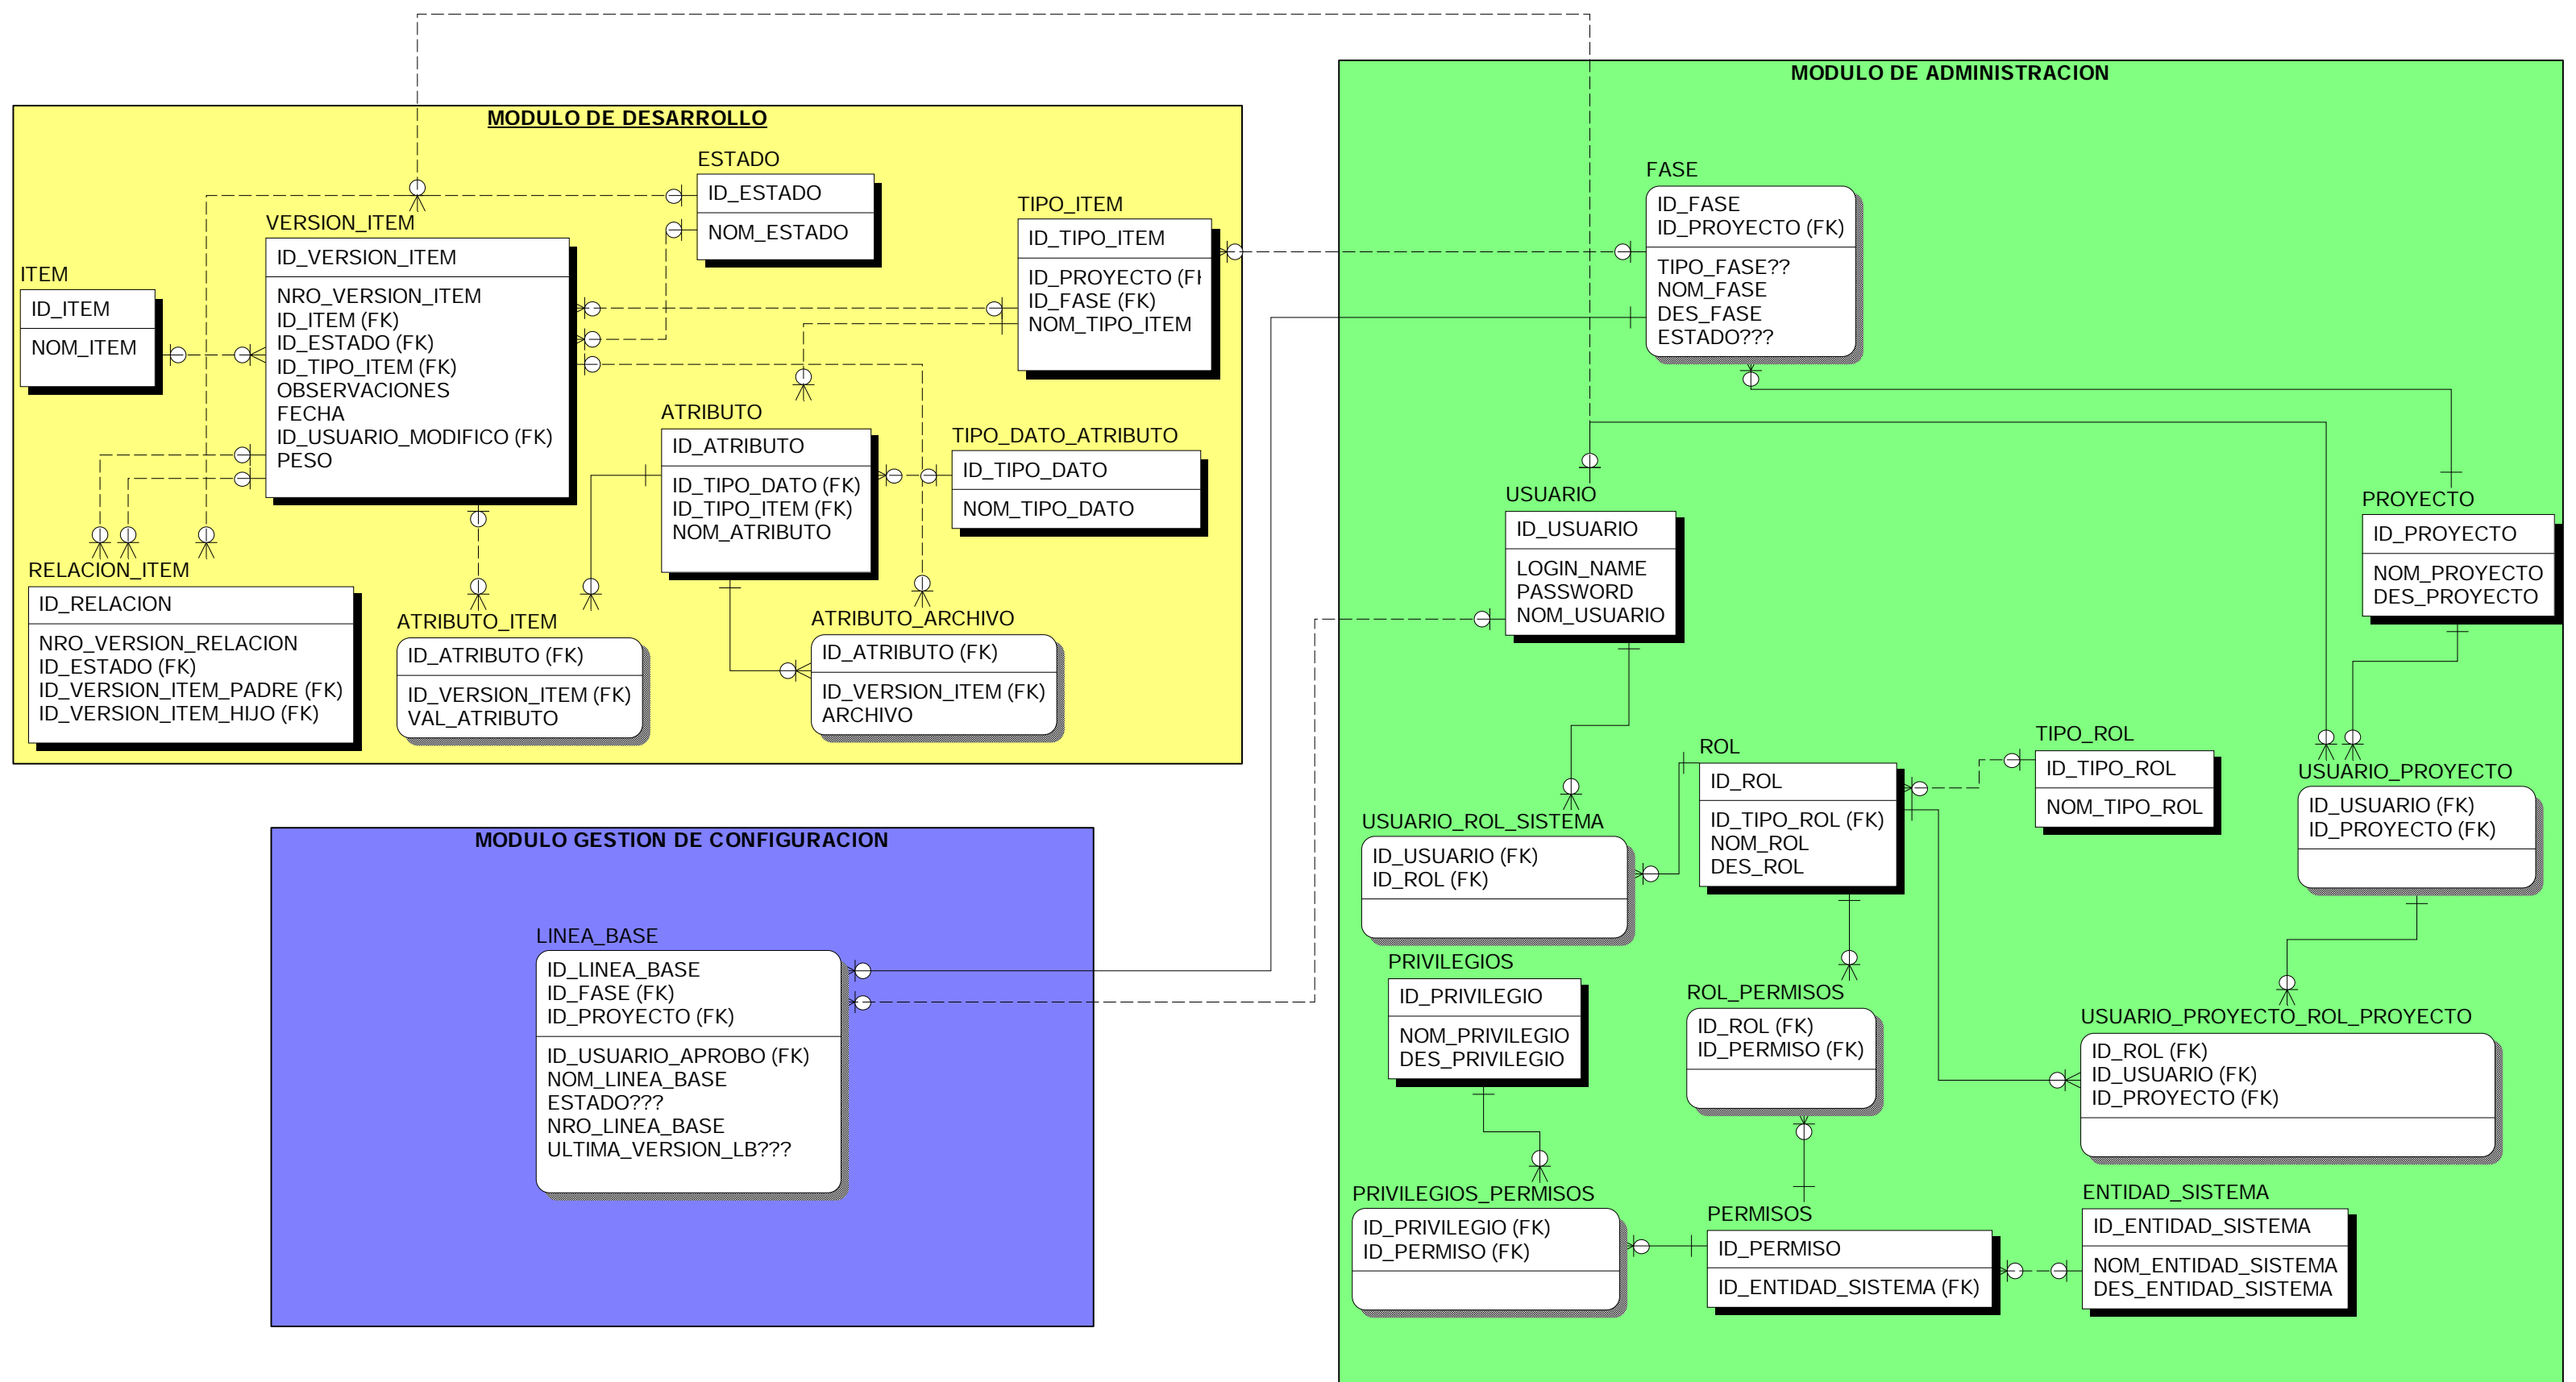 MODULO DE DESARROLLO
ESTADO
ID_ESTADO
NOM_ESTADO
TIPO_ITEM
ID_TIPO_ITEM
ID_PROYECTO (FK
ID_FASE (FK)
NOM_TIPO_ITEM
VERSION_ITEM
ID_VERSION_ITEM
NRO_VERSION_ITEM
ID_ITEM (FK)
ID_ESTADO (FK)
ID_TIPO_ITEM (FK)
OBSERVACIONES
FECHA
ID_USUARIO_MODIFICO (FK)
PESO
ITEM
ID_ITEM
NOM_ITEM
ATRIBUTO
ID_ATRIBUTO
ID_TIPO_DATO (FK)
ID_TIPO_ITEM (FK)
NOM_ATRIBUTO
TIPO_DATO_ATRIBUTO
ID_TIPO_DATO
NOM_TIPO_DATO
RELACION_ITEM
ID_RELACION
NRO_VERSION_RELACION
ID_ESTADO (FK)
ID_VERSION_ITEM_PADRE (FK)
ID_VERSION_ITEM_HIJO (FK)
ATRIBUTO_ITEM
ID_ATRIBUTO (FK)
ID_VERSION_ITEM (FK)
VAL_ATRIBUTO
ATRIBUTO_ARCHIVO
ID_ATRIBUTO (FK)
ID_VERSION_ITEM (FK)
ARCHIVO
MODULO GESTION DE CONFIGURACION
LINEA_BASE
ID_LINEA_BASE
ID_FASE (FK)
ID_PROYECTO (FK)
ID_USUARIO_APROBO (FK)
NOM_LINEA_BASE
ESTADO???
NRO_LINEA_BASE
ULTIMA_VERSION_LB???
MODULO DE ADMINISTRACION
FASE
ID_FASE
ID_PROYECTO (FK)
TIPO_FASE??
NOM_FASE
DES_FASE
ESTADO???
USUARIO
ID_USUARIO
LOGIN_NAME
PASSWORD
NOM_USUARIO
PROYECTO
ID_PROYECTO
NOM_PROYECTO
DES_PROYECTO
USUARIO_ROL_SISTEMA
ID_USUARIO (FK)
ID_ROL (FK)
ROL
ID_ROL
ID_TIPO_ROL (FK)
NOM_ROL
DES_ROL
TIPO_ROL
ID_TIPO_ROL
NOM_TIPO_ROL
USUARIO_PROYECTO
ID_USUARIO (FK)
ID_PROYECTO (FK)
PRIVILEGIOS
ID_PRIVILEGIO
NOM_PRIVILEGIO
DES_PRIVILEGIO
ROL_PERMISOS
ID_ROL (FK)
ID_PERMISO (FK)
USUARIO_PROYECTO_ROL_PROYECTO
ID_ROL (FK)
ID_USUARIO (FK)
ID_PROYECTO (FK)
PRIVILEGIOS_PERMISOS
ID_PRIVILEGIO (FK)
ID_PERMISO (FK)
PERMISOS
ID_PERMISO
ID_ENTIDAD_SISTEMA (FK)
ENTIDAD_SISTEMA
ID_ENTIDAD_SISTEMA
NOM_ENTIDAD_SISTEMA
DES_ENTIDAD_SISTEMA